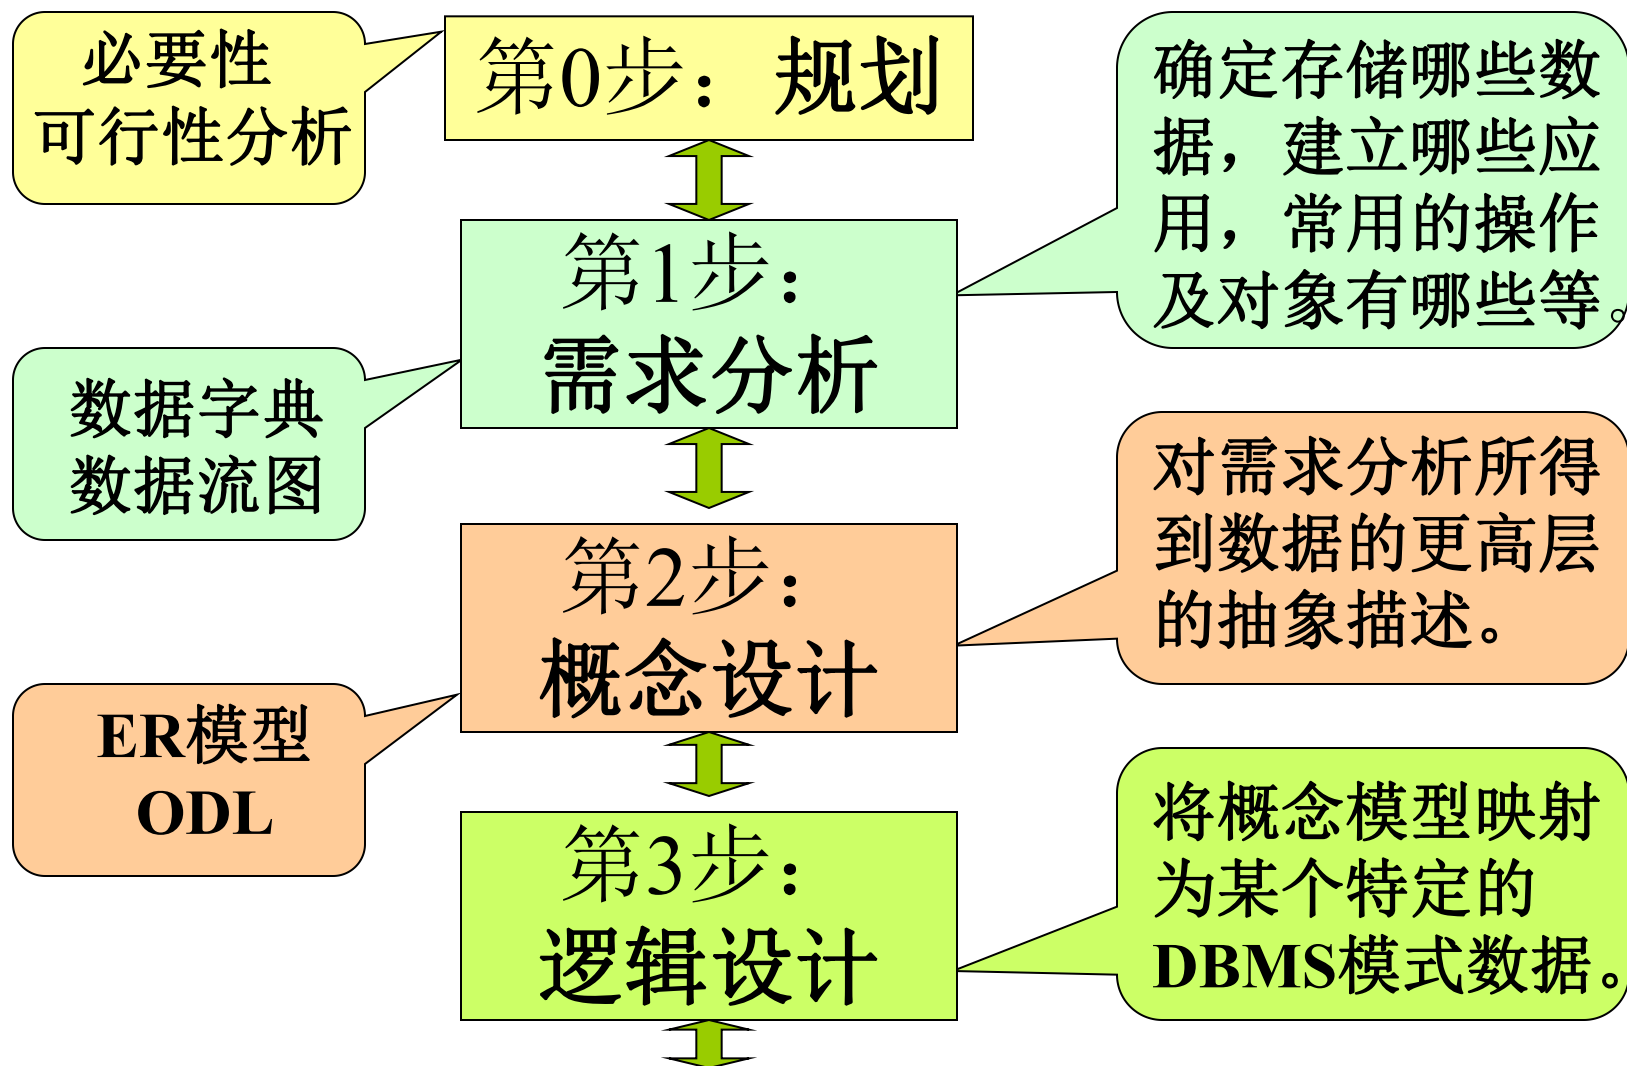 必要性
可行性分析
第0步：规划
确定存储哪些数
据，建立哪些应
用，常用的操作
及对象有哪些等。
第1步：
需求分析
数据字典
数据流图
第2步：
概念设计
对需求分析所得
到数据的更高层
的抽象描述。
ER模型
ODL
第3步：
逻辑设计
将概念模型映射
为某个特定的
DBMS模式数据。